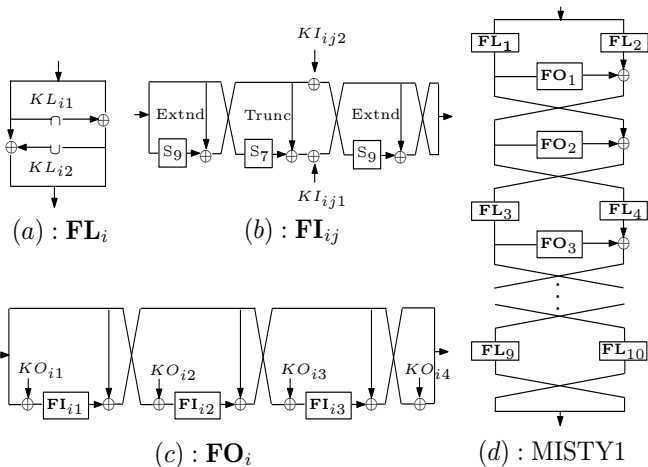 KL_{i1}
∩
∪
KL_{i2}
(a) : FL_i
KI_{ij2}
Extnd
Trunc
Extnd
S_9
S_7
S_9
KI_{ij1}
(b) : FI_{ij}
KO_{i1}
KO_{i2}
KO_{i3}
KO_{i4}
FI_{i1}
FI_{i2}
FI_{i3}
(c) : FO_i
FL_1
FL_2
FO_1
FO_2
FL_3
FL_4
FO_3
FL_9
FL_{10}
(d) : MISTY1